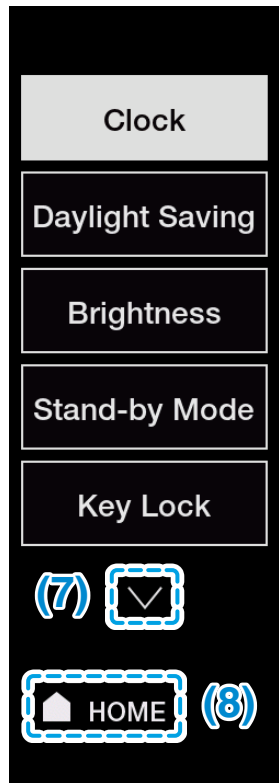 Clock
Daylight Saving
Brightness
Stand-by Mode
Key Lock
(7)
HOME (8)